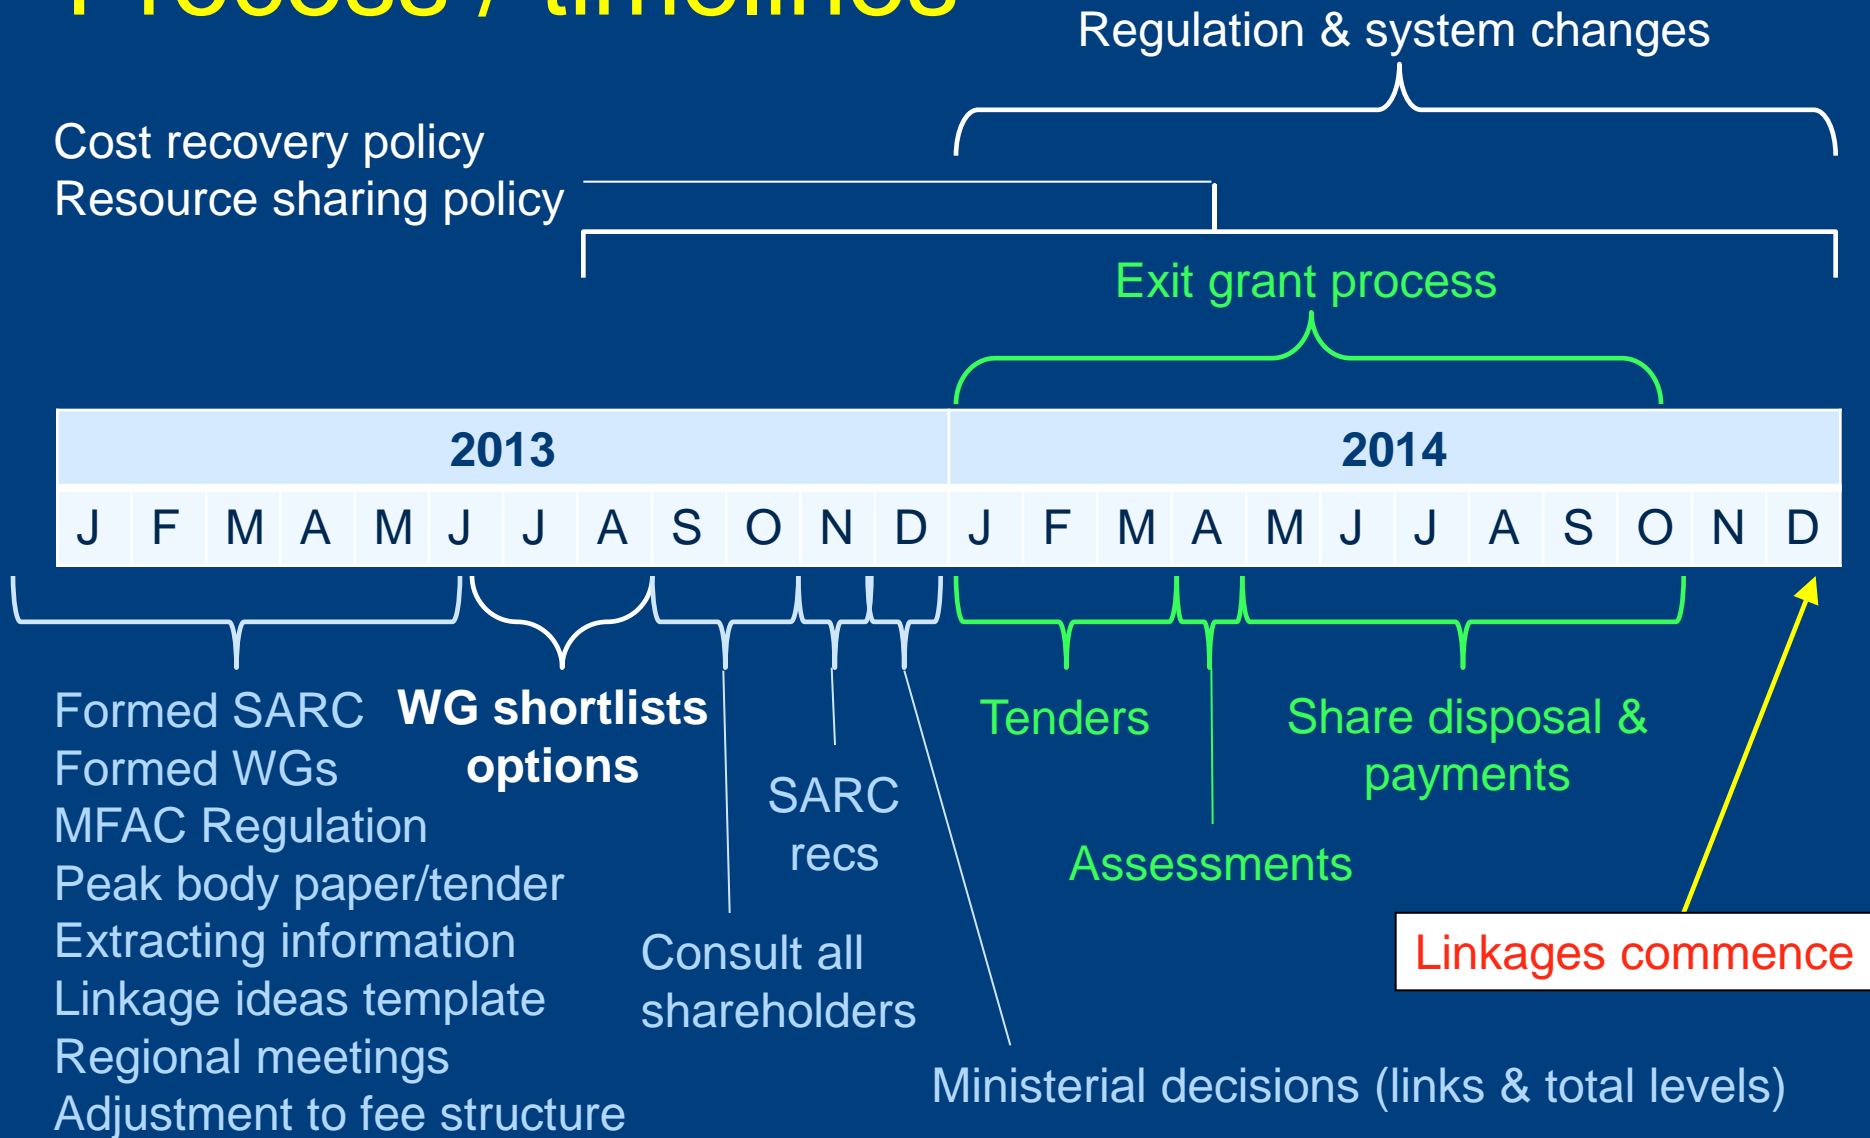 Process / timelines
Regulation & system changes
Cost recovery policy
Resource sharing policy
Exit grant process
2013 2014
J F M A M J J A S O N D J F M A M J J A S O N D
Formed SARC
Formed WGs
MFAC Regulation
Peak body paper/tender
Extracting information
Linkage ideas template
Regional meetings
Adjustment to fee structure
WG shortlists
options
Consult all
shareholders
SARC
recs
Ministerial decisions (links & total levels)
Tenders
Assessments
Share disposal &
payments
Linkages commence